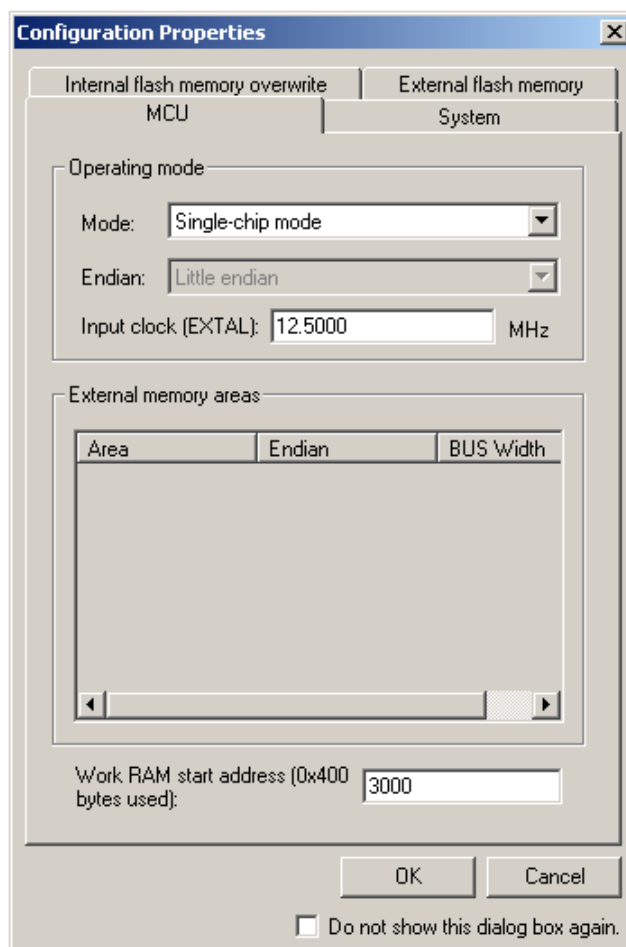 Configuration Properties
Internal flash memory overwrite
External flash memory
MCU
System
Operating mode
Mode: Single-chip mode
Endian: Little endian
Input clock (EXTAL): 12.5000 MHz
External memory areas
Area Endian BUS Width
Work RAM start address (0x400
bytes used): 3000
OK Cancel
Do not show this dialog box again.